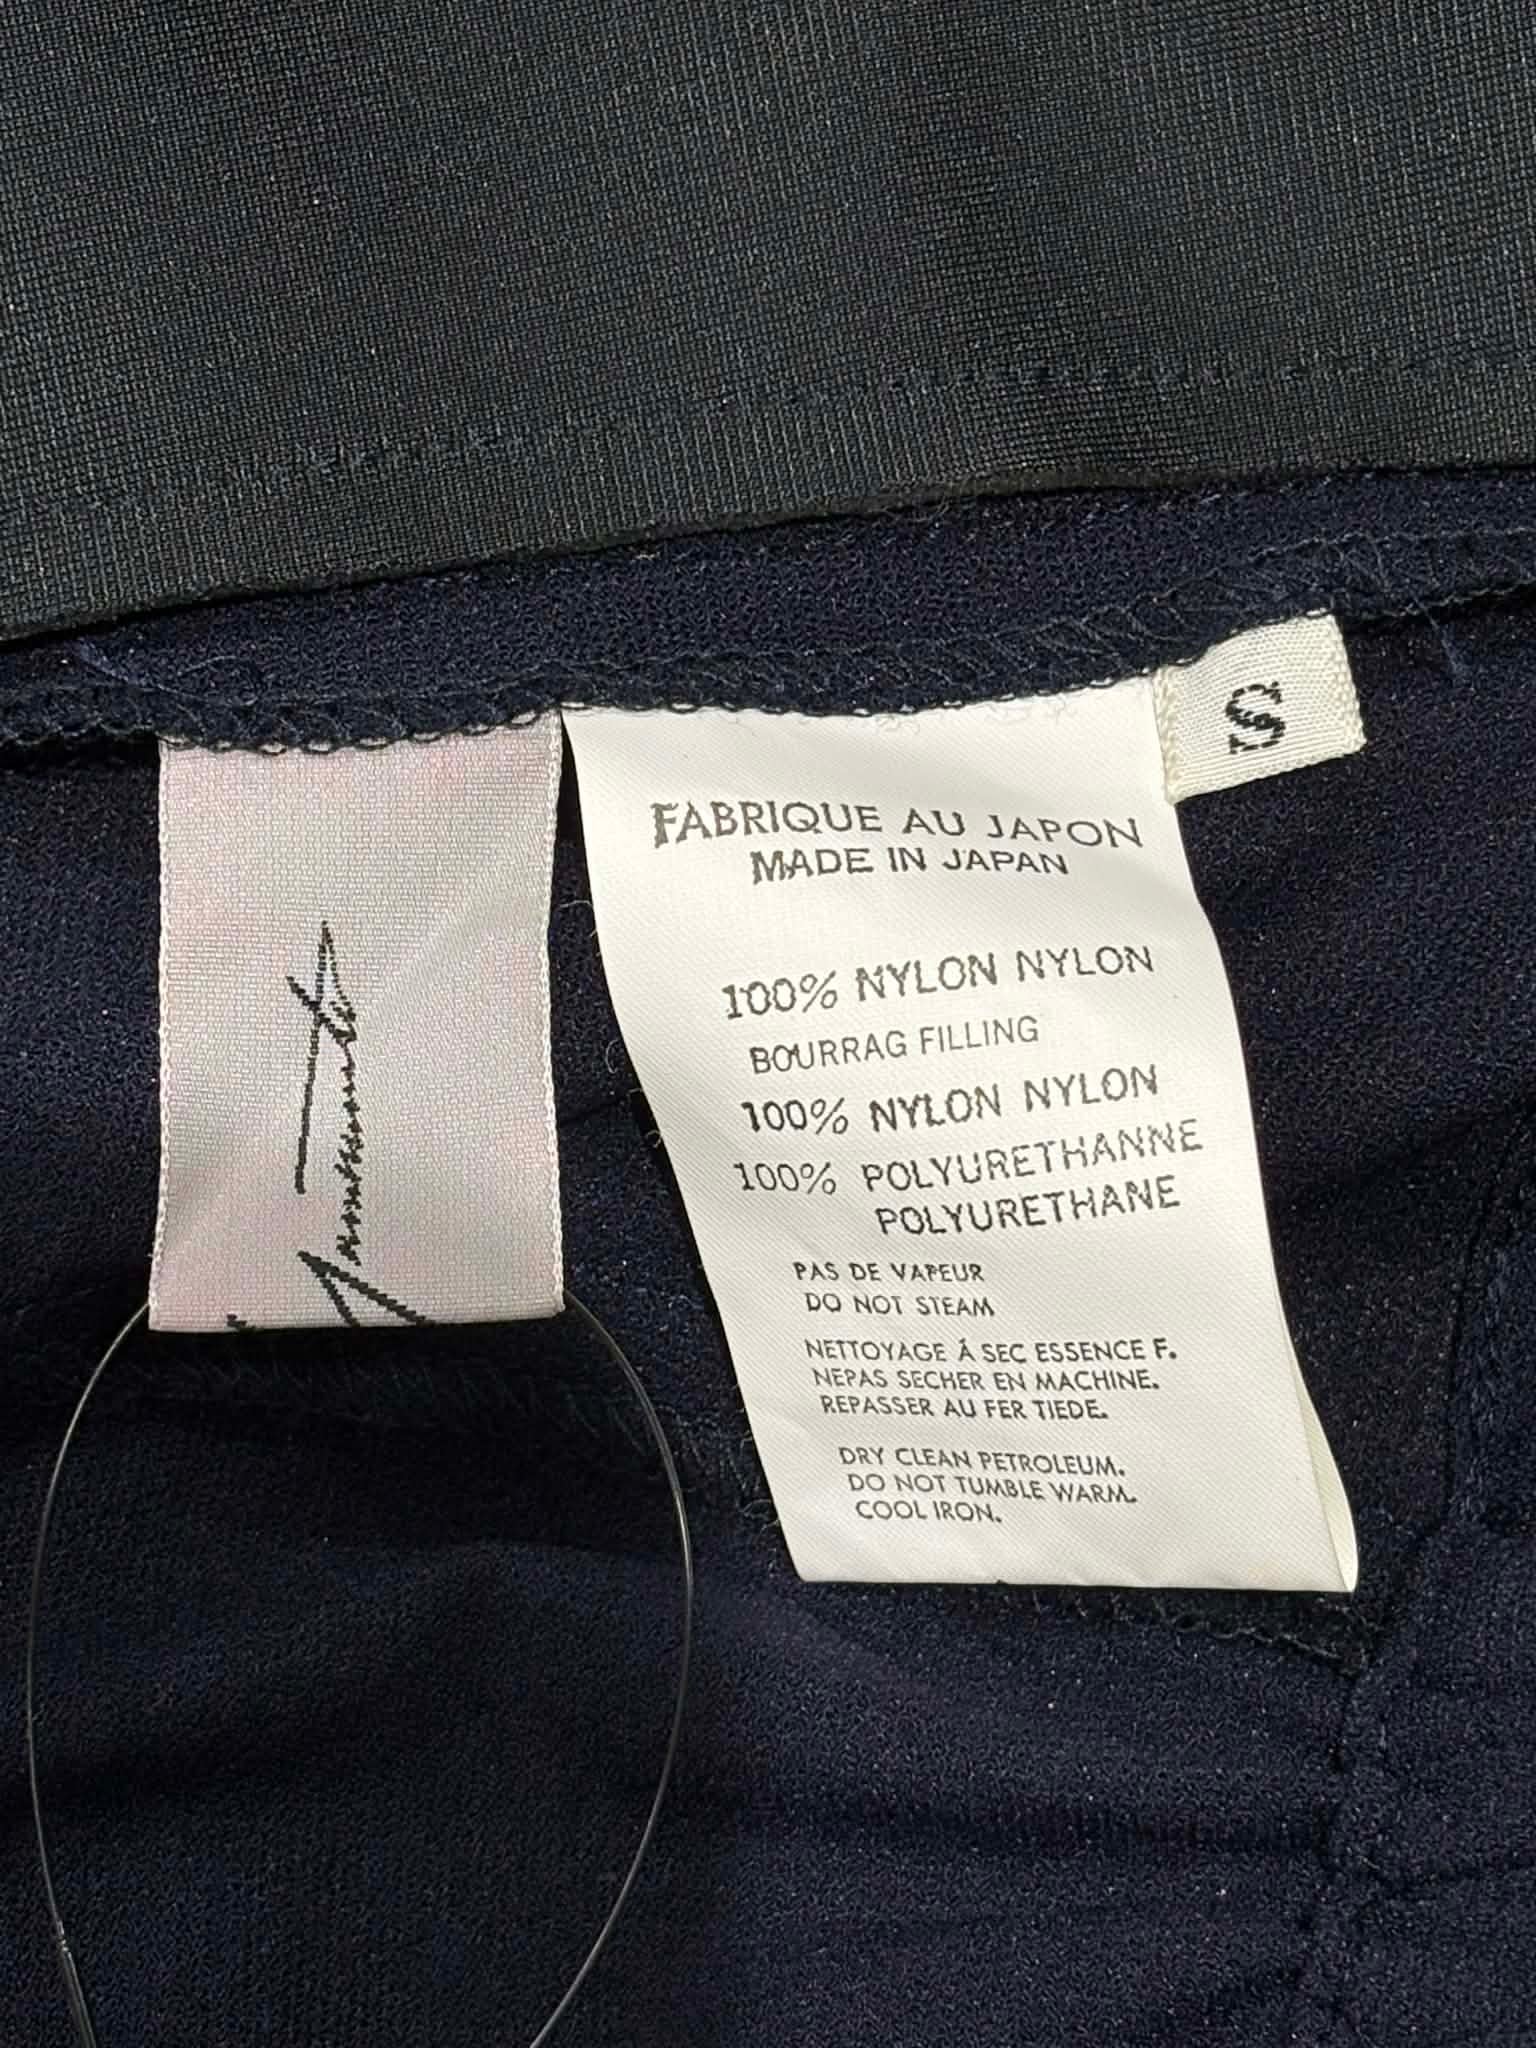 S
FABRIQUE AU JAPON
MADE IN JAPAN
100% NYLON NYLON
BOURRAG FILLING
100% NYLON NYLON
100% POLYURETHANNE
POLYURETHANE
PAS DE VAPEUR
DO NOT STEAM
NETTOYAGE Á SEC ESSENCE F.
NEPAS SECHER EN MACHINE.
REPASSER AU FER TIEDE.
DRY CLEAN PETROLEUM.
DO NOT TUMBLE WARM.
COOL IRON.